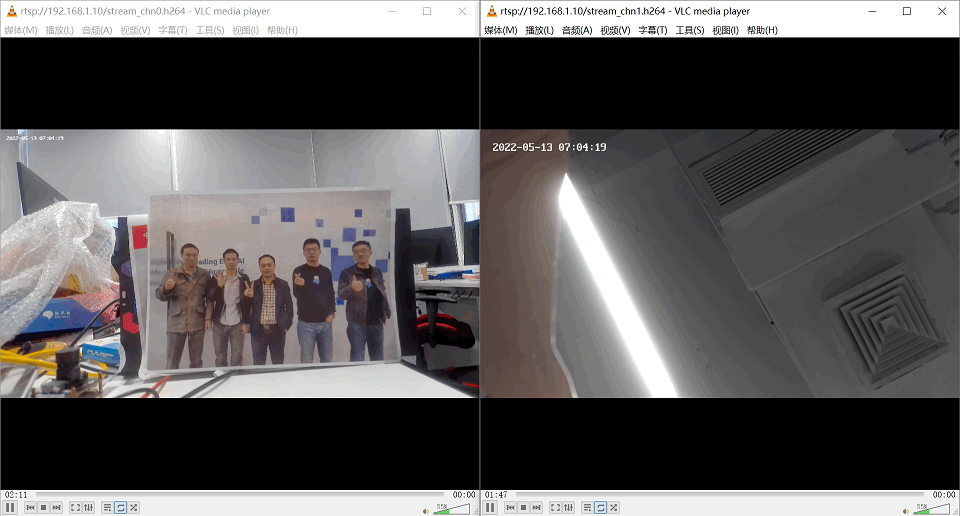 rtsp://192.168.1.10/stream_chn0.h264 - VLC media player
媒体(M) 播放(L) 音频(A) 视频(V) 字幕(T) 工具(S) 视图(I) 帮助(H)
2022-05-13 07:04:19
02:11
00:00
55%
rtsp://192.168.1.10/stream_chn1.h264 - VLC media player
媒体(M) 播放(L) 音频(A) 视频(V) 字幕(T) 工具(S) 视图(I) 帮助(H)
2022-05-13 07:04:19
01:47
00:00
55%